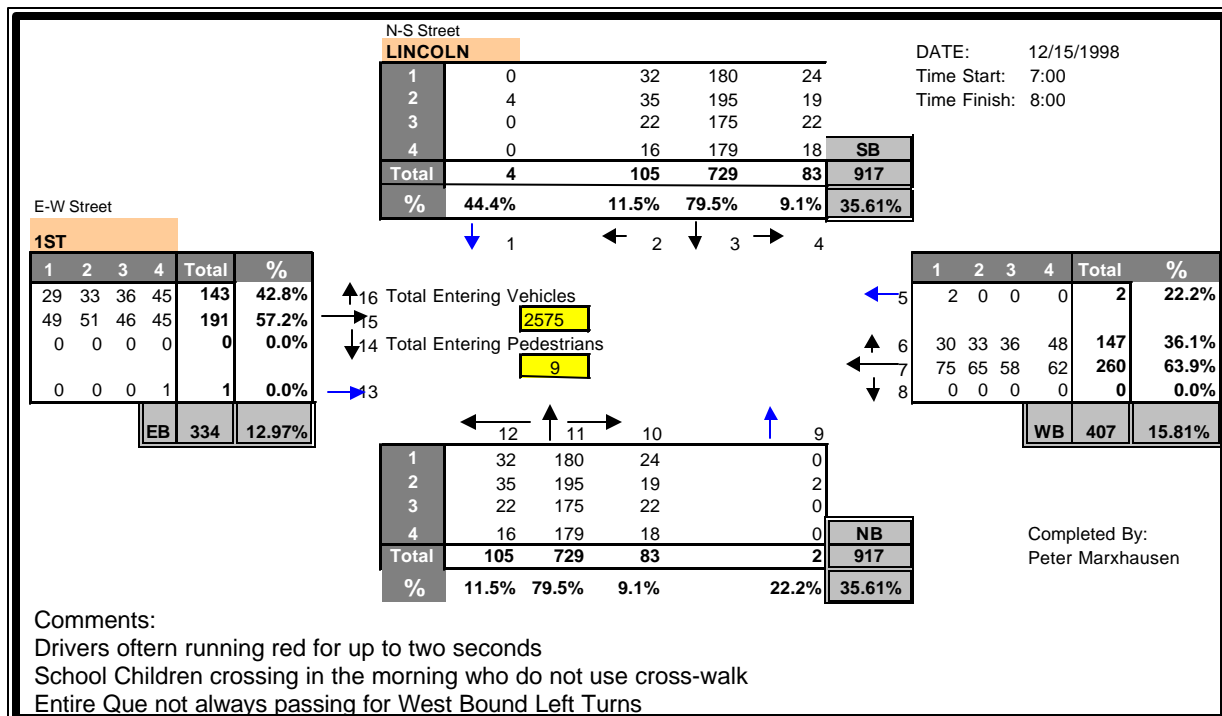 N-S Street
LINCOLN
DATE: 12/15/1998
1 0 32 180 24
Time Start: 7:00
2 4 35 195 19
Time Finish: 8:00
3 0 22 175 22
4 0 16 179 18 SB
Total 4 105 729 83 917
% 44.4% 11.5% 79.5% 9.1% 35.61%
E-W Street
1ST
1 2 3 4
1 2 3 4 Total %
1 2 3 4 Total %
29 33 36 45 143 42.8% 16 Total Entering Vehicles
5 2 0 0 0 2 22.2%
49 51 46 45 191 57.2% 15 2575
0 0 0 0 0 0.0% 14 Total Entering Pedestrians
6 30 33 36 48 147 36.1%
9
7 75 65 58 62 260 63.9%
0 0 0 1 1 0.0% 13
8 0 0 0 0 0 0.0%
EB 334 12.97%
WB 407 15.81%
12 11 10 9
1 32 180 24 0
2 35 195 19 2
3 22 175 22 0
4 16 179 18 0 NB
Total 105 729 83 2 917
% 11.5% 79.5% 9.1% 22.2% 35.61%
Completed By:
Peter Marxhausen
Comments:
Drivers oftern running red for up to two seconds
School Children crossing in the morning who do not use cross-walk
Entire Que not always passing for West Bound Left Turns